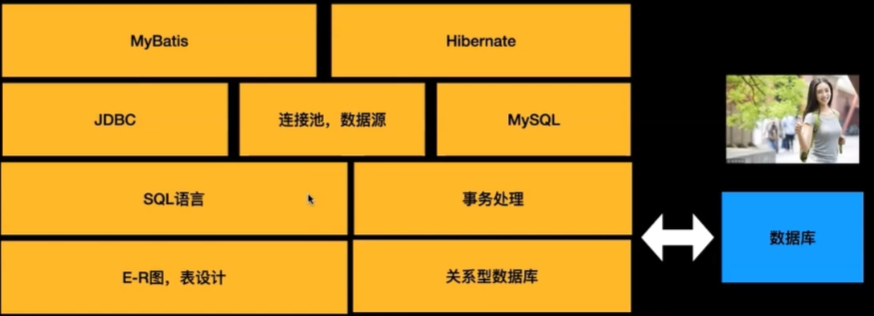 MyBatis
Hibernate
JDBC
连接池，数据源
MySQL
SQL语言
事务处理
数据库
E-R图，表设计
关系型数据库